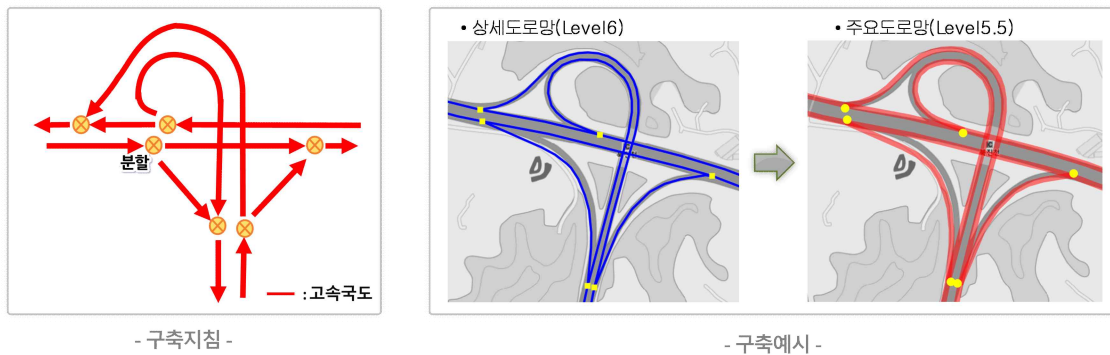 분할
: 고속국도
- 구축지침 -
• 상세도로망(Level6)
• 주요도로망(Level5.5)
- 구축예시 -